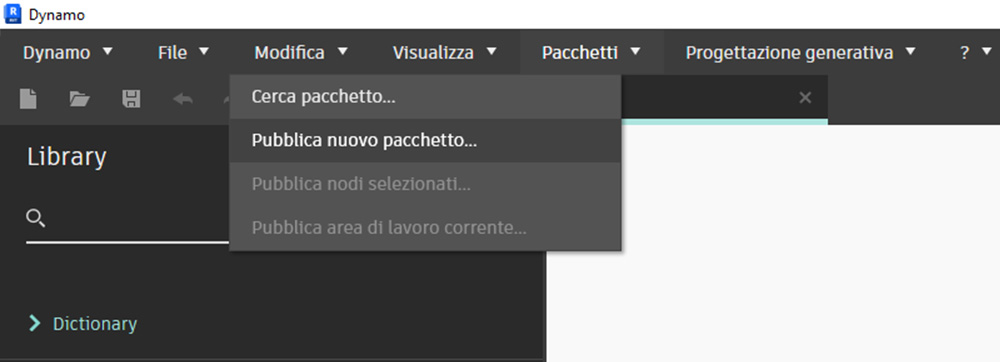 Dynamo
Dynamo File Modifica Visualizza Pacchetti Progettazione generativa ?
Cerca pacchetto...
Pubblica nuovo pacchetto...
Library
Pubblica nodi selezionati...
Pubblica area di lavoro corrente...
Dictionary